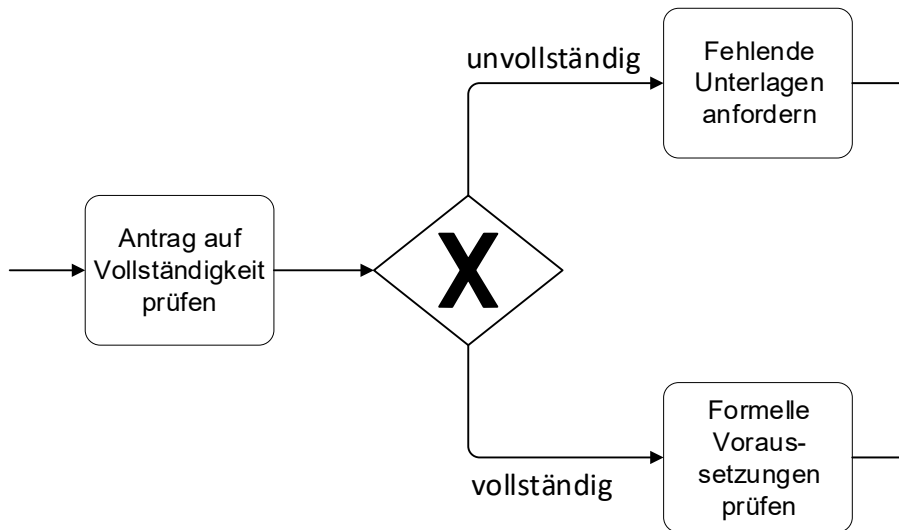 unvollständig
Fehlende
Unterlagen
anfordern
Antrag auf
Vollständigkeit
prüfen
X
vollständig
Formelle
Voraus-
setzungen
prüfen